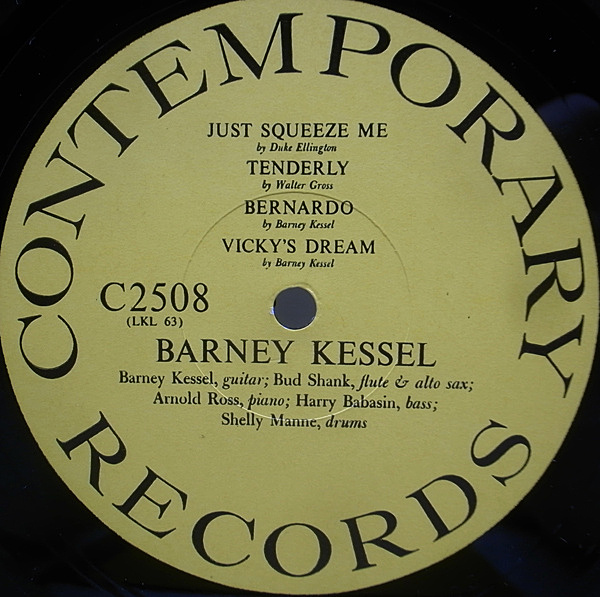 CONTEMPORARY RECORDS
JUST SQUEEZE ME
by Duke Ellington
TENDERLY
by Walter Gross
BERNARDO
by Barney Kessel
VICKY'S DREAM
by Barney Kessel
C2508
(LKL 63)
BARNEY KESSEL
Barney Kessel, guitar; Bud Shank, flute & alto sax;
Arnold Ross, piano; Harry Babasin, bass;
Shelly Manne, drums